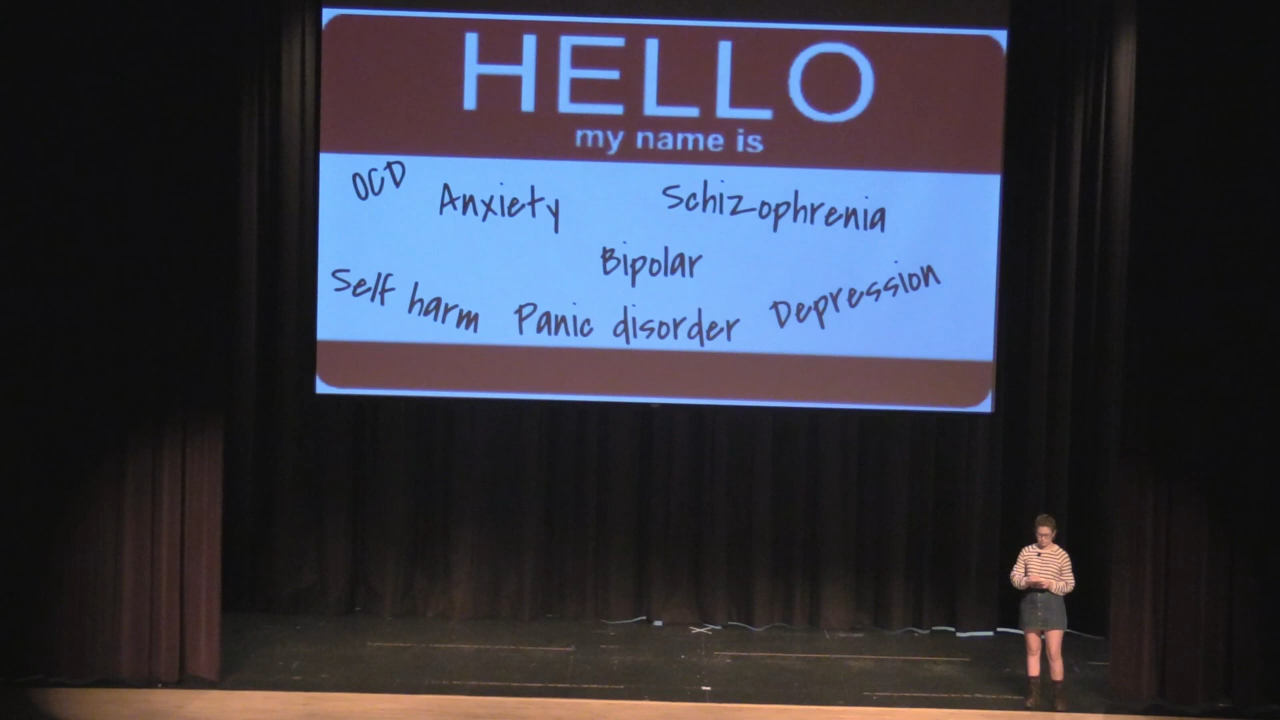 HELLO
my name is
OCD
Anxiety
Schizophrenia
Bipolar
Self harm
Panic disorder
Depression